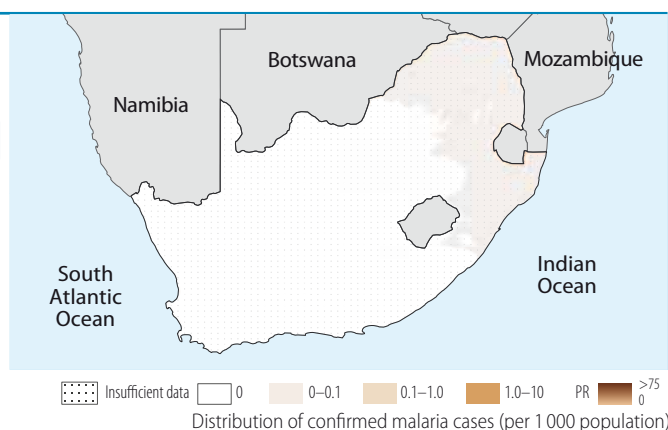 Botswana
Mozambique
Namibia
South
Atlantic
Ocean
Indian
Ocean
Insufficient data
0
0–0.1
0.1–1.0
1.0–10
PR
>75
0
Distribution of confirmed malaria cases (per 1 000 population)